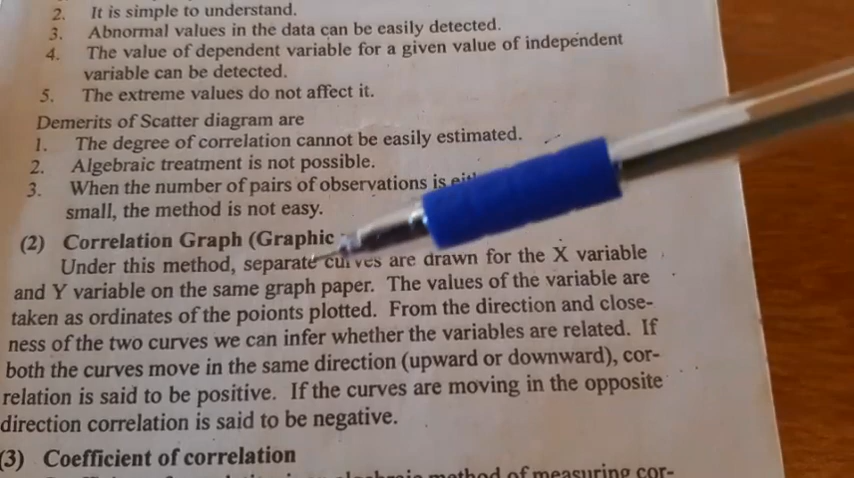 2. It is simple to understand.
3. Abnormal values in the data can be easily detected.
4. The value of dependent variable for a given value of independent
variable can be detected.
5. The extreme values do not affect it.
Demerits of Scatter diagram are
1. The degree of correlation cannot be easily estimated.
2. Algebraic treatment is not possible.
3. When the number of pairs of observations is
small, the method is not easy.
(2) Correlation Graph (Graphic
Under this method, separate curves are drawn for the X variable
and Y variable on the same graph paper. The values of the variable are
taken as ordinates of the poionts plotted. From the direction and close-
ness of the two curves we can infer whether the variables are related. If
both the curves move in the same direction (upward or downward), cor-
relation is said to be positive. If the curves are moving in the opposite
direction correlation is said to be negative.
(3) Coefficient of correlation
method of measuring cor-